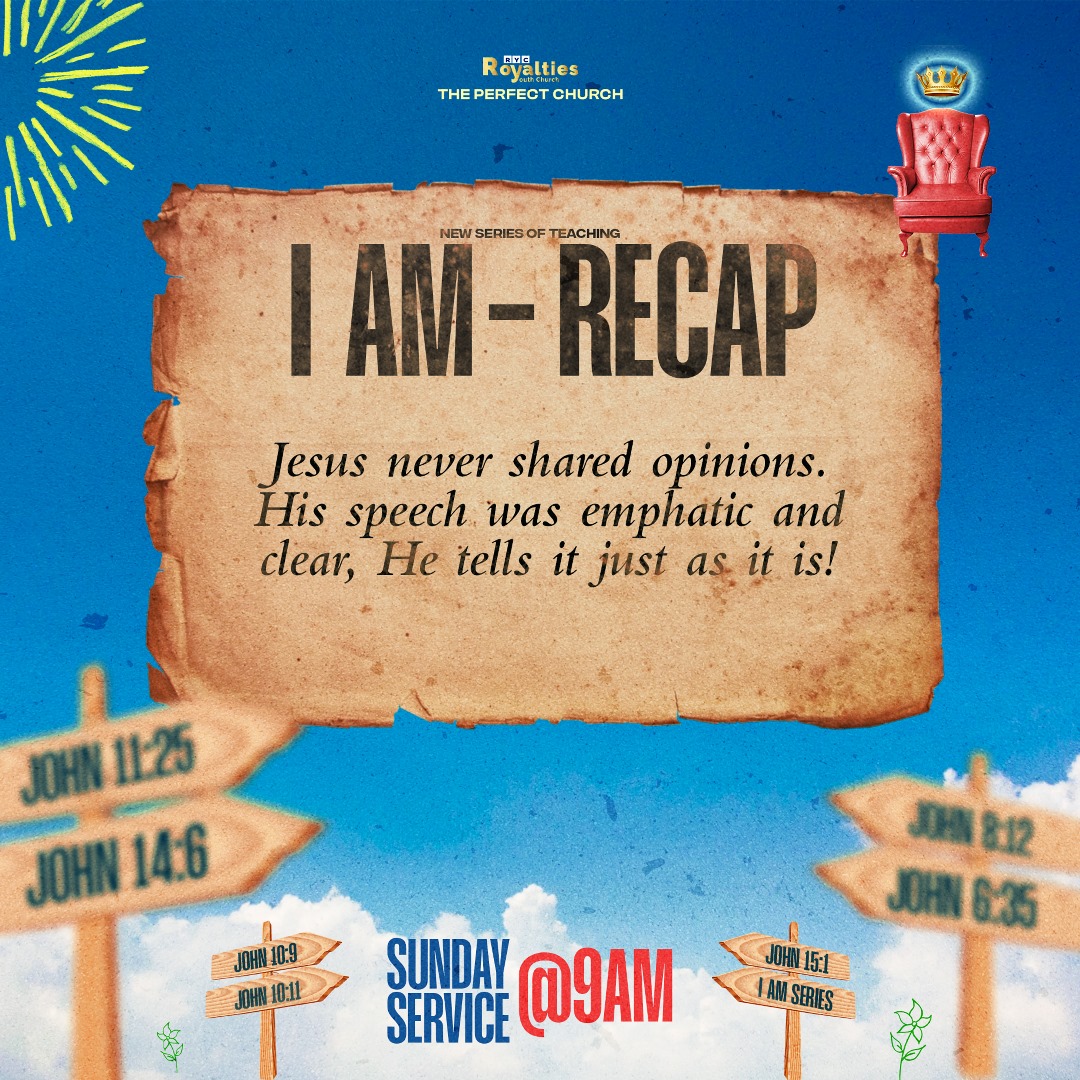 RYC
Royalties
outh Church
THE PERFECT CHURCH
NEW SERIES OF TEACHING
I AM – RECAP
Jesus never shared opinions.
His speech was emphatic and
clear, He tells it just as it is!
JOHN 11:25
JOHN 14:6
JOHN 8:12
JOHN 6:35
JOHN 10:9
JOHN 10:11
SUNDAY
SERVICE
@9AM
JOHN 15:1
I AM SERIES